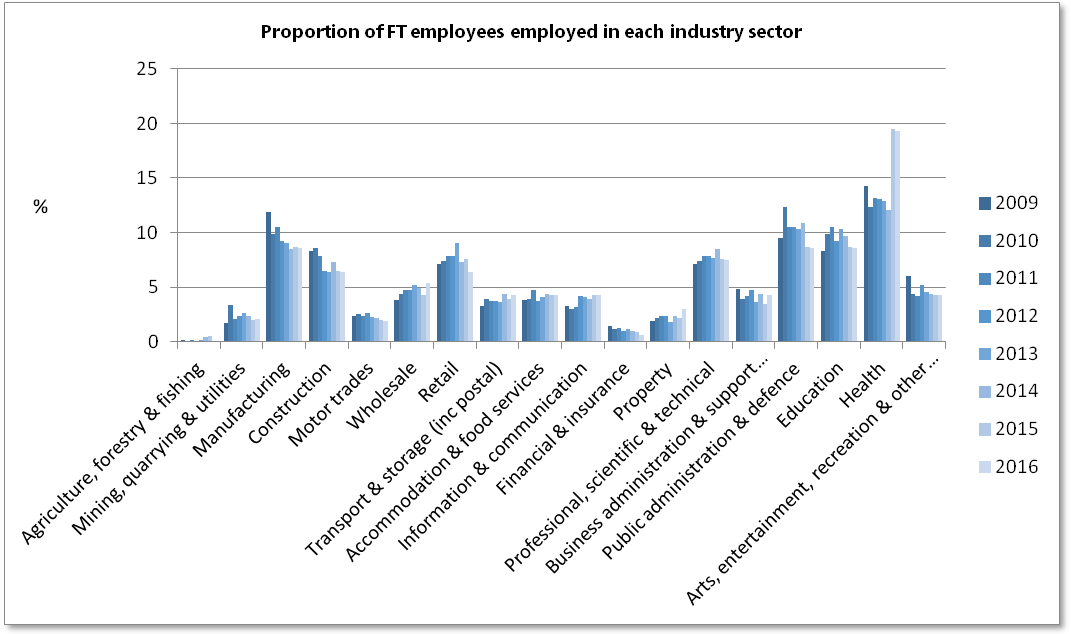 Proportion of FT employees employed in each industry sector
25
20
15
10
5
0
%
Agriculture, forestry & fishing
Mining, quarrying & utilities
Manufacturing
Construction
Motor trades
Wholesale
Retail
Transport & storage (inc postal)
Accommodation & food services
Information & communication
Financial & insurance
Property
Professional, scientific & technical
Business administration & support...
Public administration & defence
Education
Health
Arts, entertainment, recreation & other...
2009
2010
2011
2012
2013
2014
2015
2016